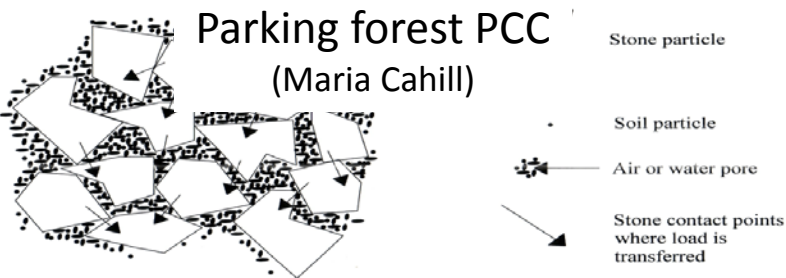 Parking forest PCC
(Maria Cahill)
Stone particle
Soil particle
Air or water pore
Stone contact points
where load is
transferred